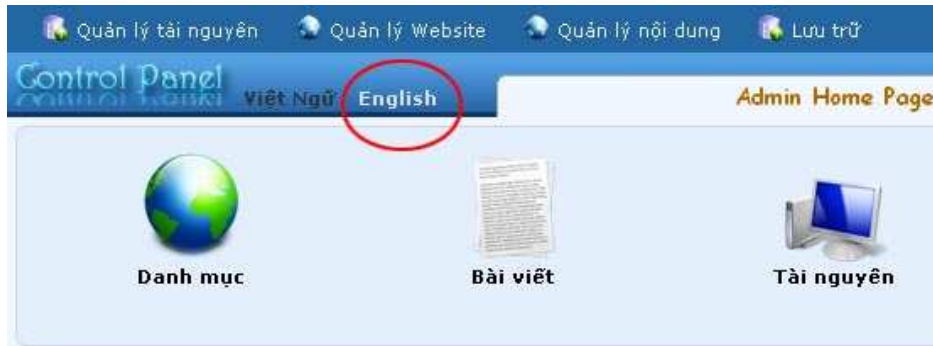 Quản lý tài nguyên Quản lý Website Quản lý nội dung Lưu trữ
Control Panel Việt Ngữ English Admin Home Page
Danh mục Bài viết Tài nguyên